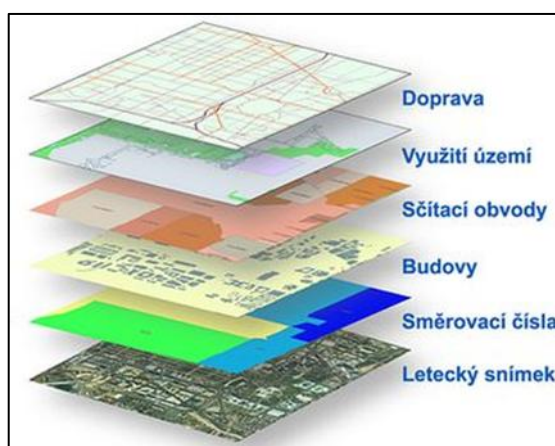 Doprava
Využití území
Sčítací obvody
Budovy
Směrovací čísla
Letecký snímek